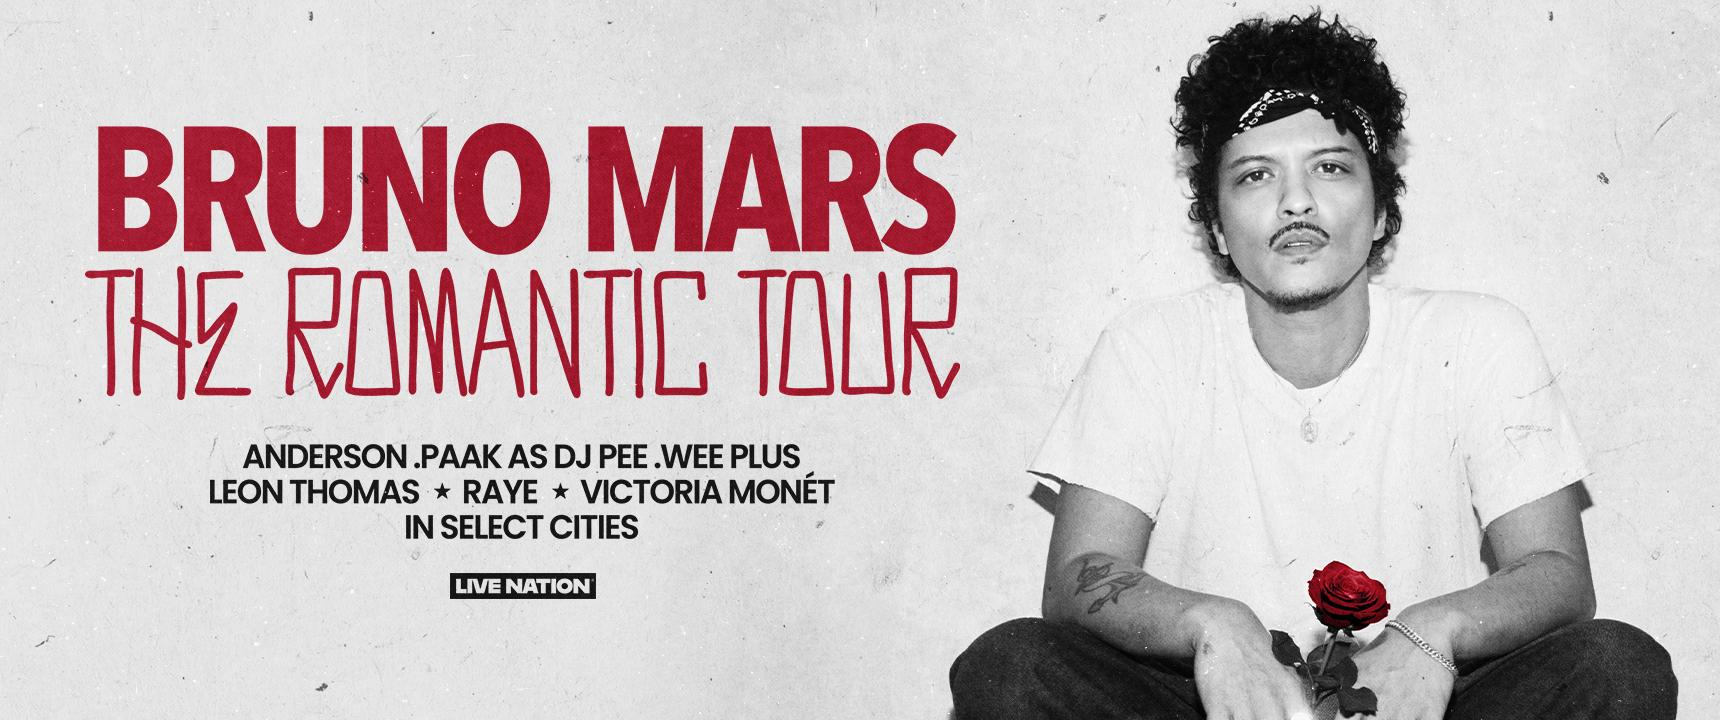 BRUNO MARS
THE ROMANTIC TOUR
ANDERSON .PAAK AS DJ PEE .WEE PLUS
LEON THOMAS ★ RAYE ★ VICTORIA MONÉT
IN SELECT CITIES
LIVE NATION